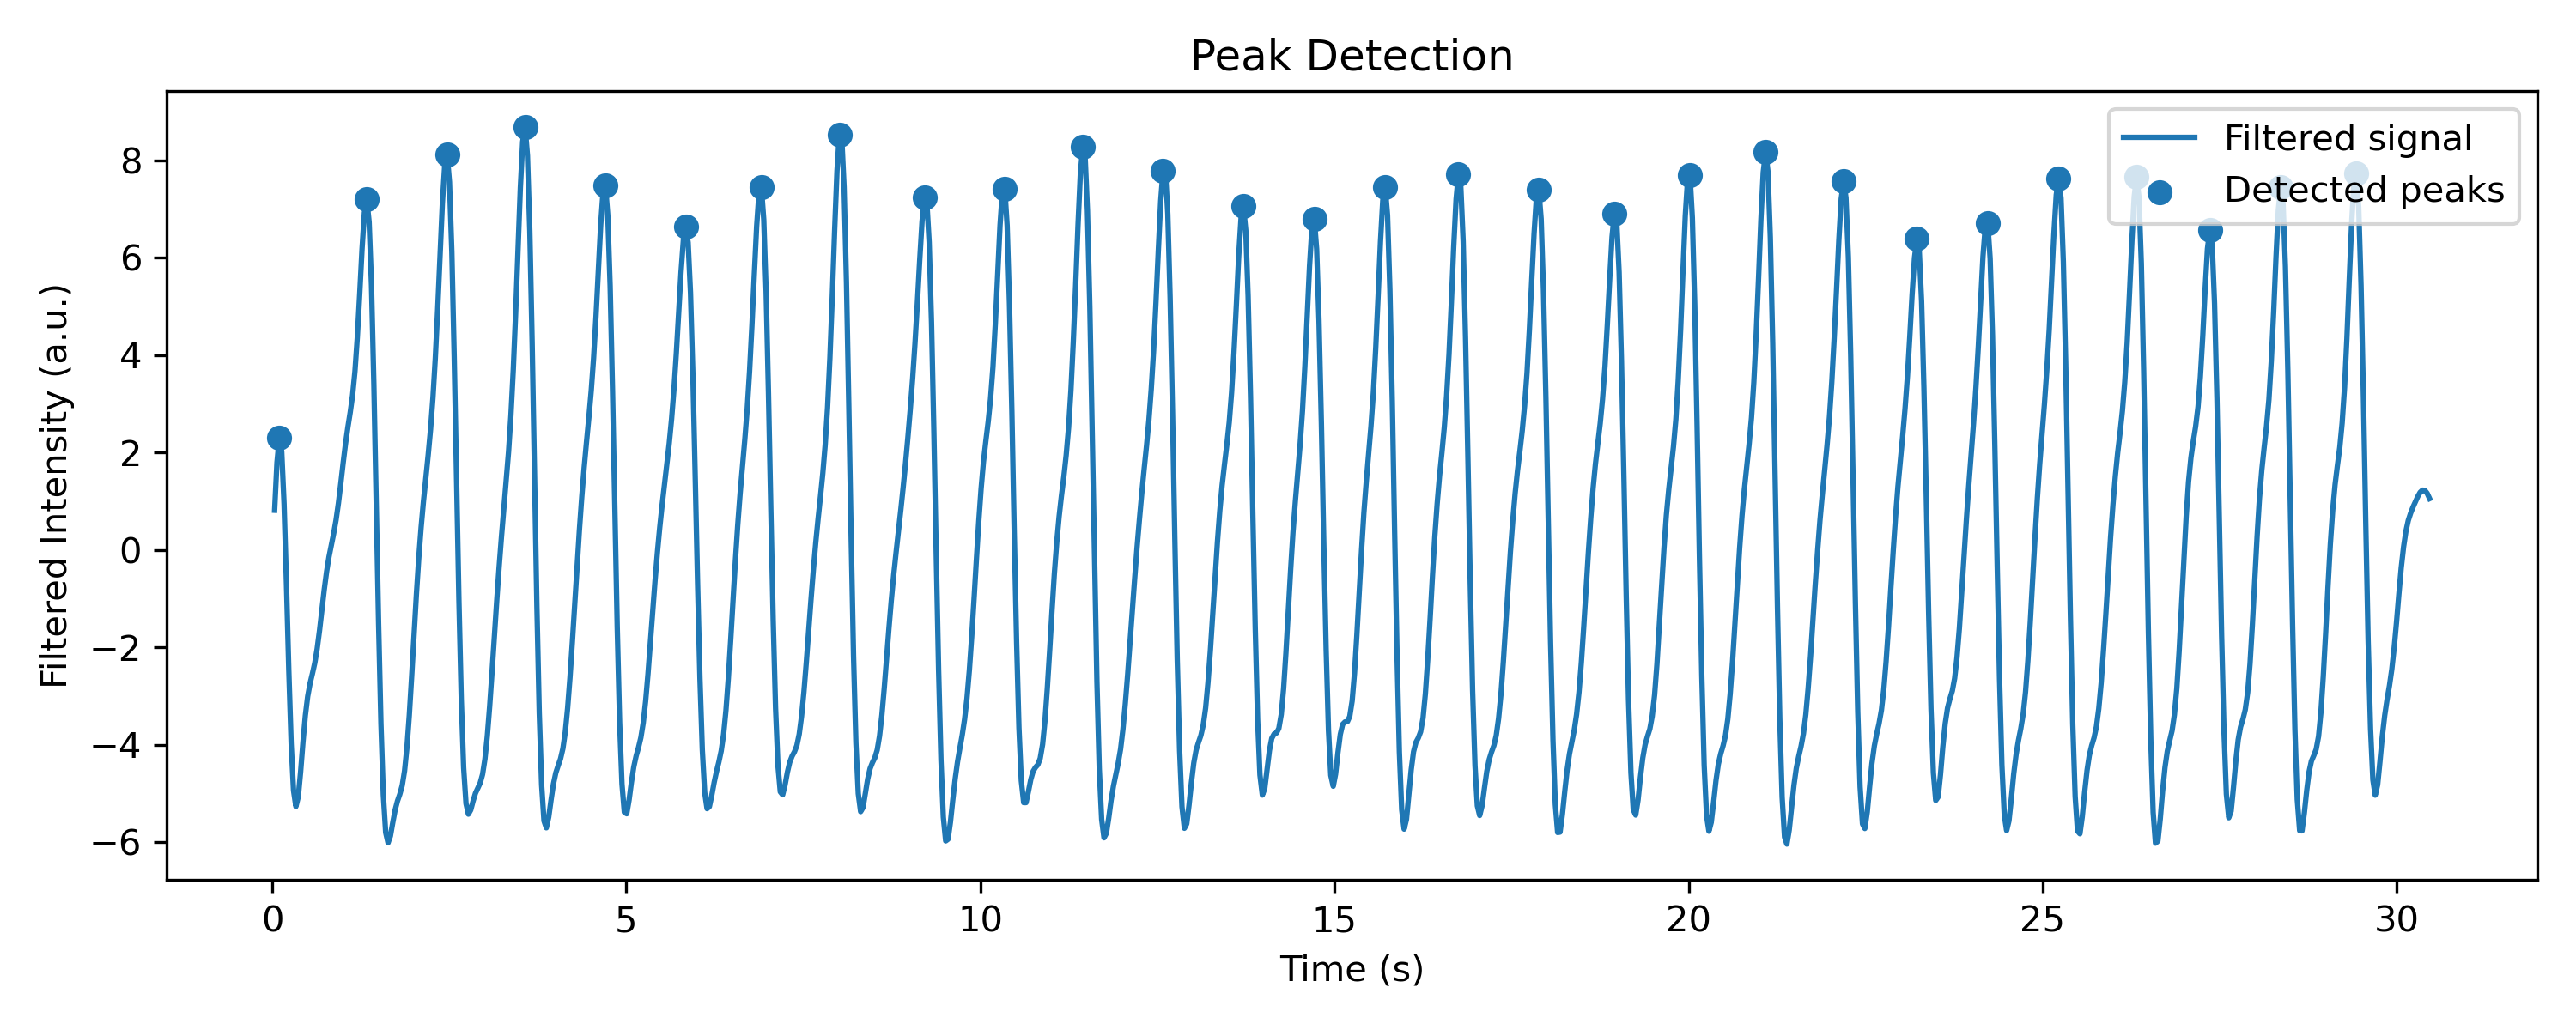 Peak Detection
Filtered signal
Detected peaks
Filtered Intensity (a.u.)
8
6
4
2
0
−2
−4
−6
0 5 10 15 20 25 30
Time (s)